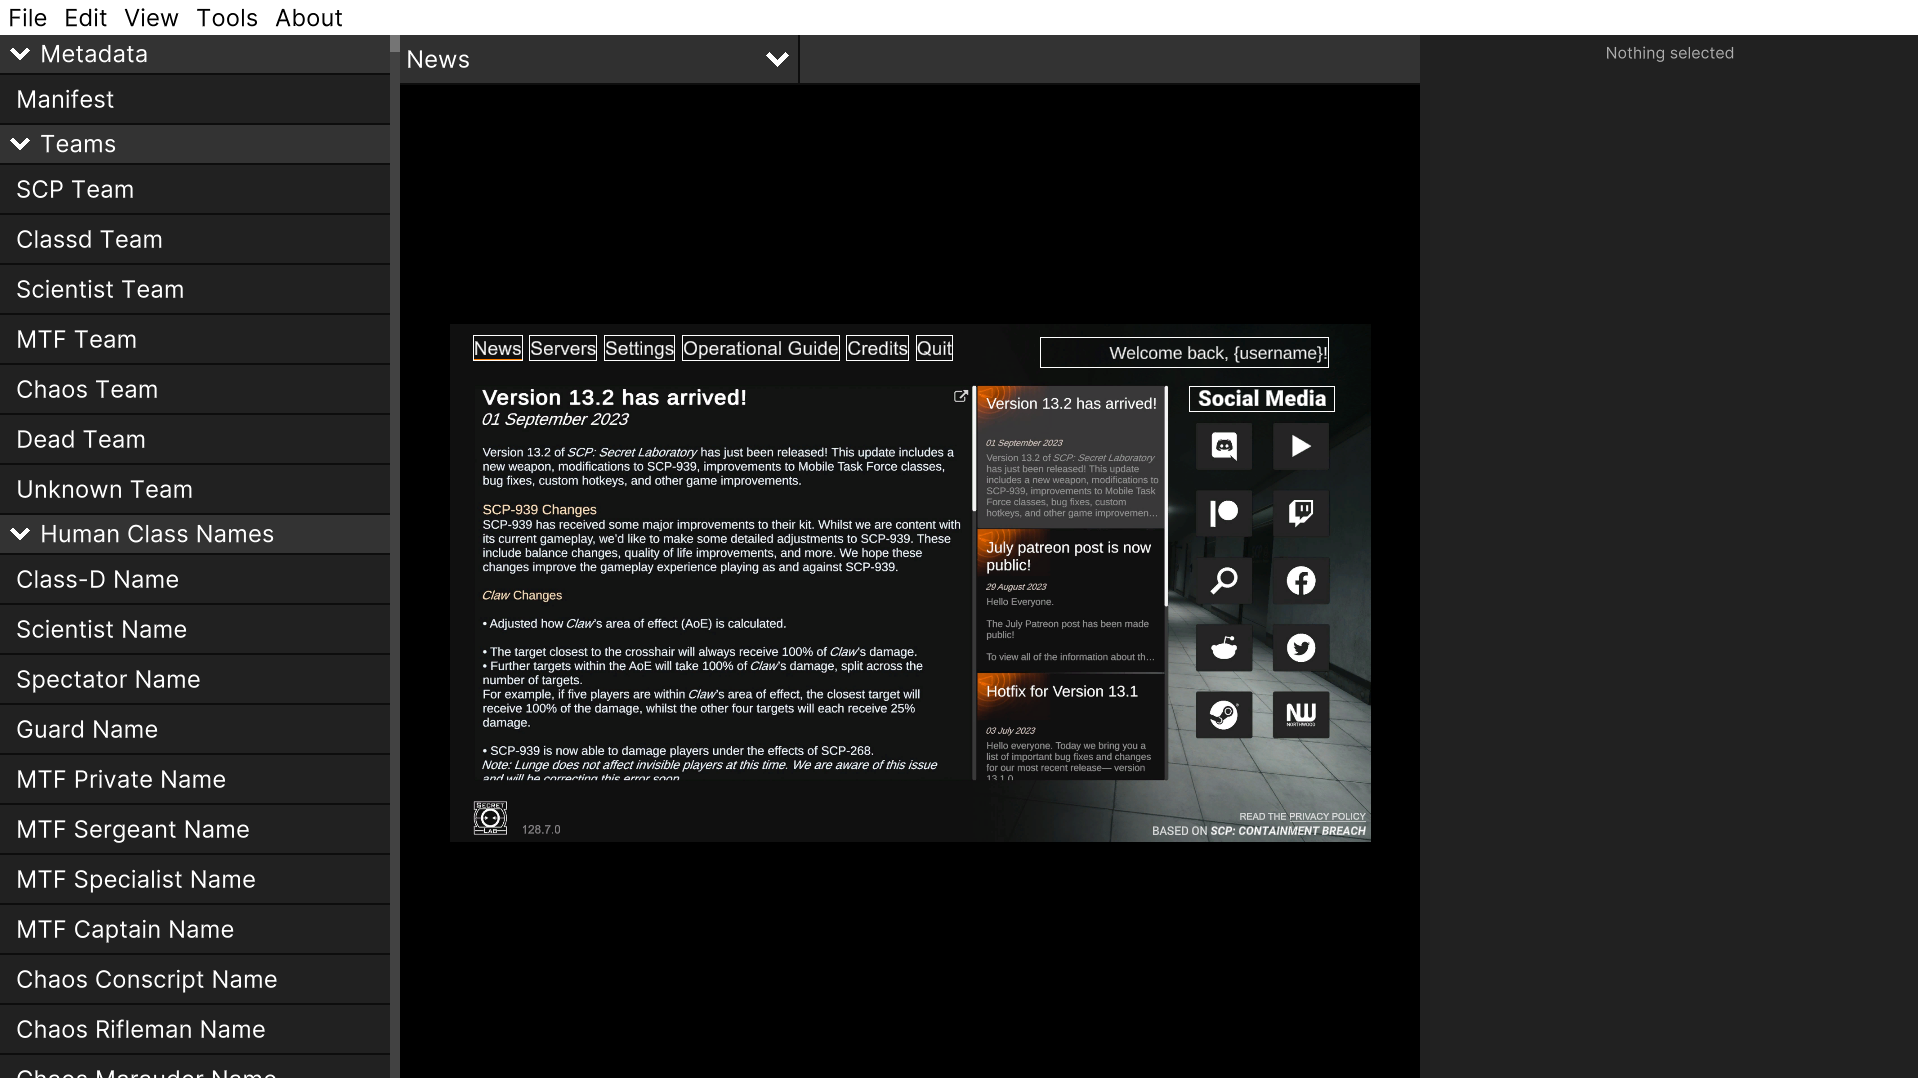 File Edit View Tools About
Metadata
Manifest
Teams
SCP Team
Classd Team
Scientist Team
MTF Team
Chaos Team
Dead Team
Unknown Team
Human Class Names
Class-D Name
Scientist Name
Spectator Name
Guard Name
MTF Private Name
MTF Sergeant Name
MTF Specialist Name
MTF Captain Name
Chaos Conscript Name
Chaos Rifleman Name
Chaos Marauder Name
News
News Servers Settings Operational Guide Credits Quit
Welcome back, {username}!
Version 13.2 has arrived!
01 September 2023
Version 13.2 of SCP: Secret Laboratory has just been released! This update includes a
new weapon, modifications to SCP-939, improvements to Mobile Task Force classes,
bug fixes, custom hotkeys, and other game improvements.
SCP-939 Changes
SCP-939 has received some major improvements to their kit. Whilst we are content with
its current gameplay, we'd like to make some detailed adjustments to SCP-939. These
include balance changes, quality of life improvements, and more. We hope these
changes improve the gameplay experience playing as and against SCP-939.
Claw Changes
• Adjusted how Claw's area of effect (AoE) is calculated.
• The target closest to the crosshair will always receive 100% of Claw's damage.
• Further targets within the AoE will take 100% of Claw's damage, split across the
number of targets.
For example, if five players are within Claw's area of effect, the closest target will
receive 100% of the damage, whilst the other four targets will each receive 25%
damage.
• SCP-939 is now able to damage players under the effects of SCP-268.
Note: Lunge does not affect invisible players at this time. We are aware of this issue
and will be correcting this error soon.
Version 13.2 has arrived!
01 September 2023
Version 13.2 of SCP: Secret Laboratory
has just been released! This update
includes a new weapon, modifications to
SCP-939, improvements to Mobile Task
Force classes, bug fixes, custom
hotkeys, and other game improvemen...
July patreon post is now
public!
29 August 2023
Hello Everyone.
The July Patreon post has been made
public!
To view all of the information about th...
Hotfix for Version 13.1
03 July 2023
Hello everyone. Today we bring you a
list of important bug fixes and changes
for our most recent release— version
13.1.0
Social Media
NW
NORTHWOOD
SECRET
LAB
128.7.0
READ THE PRIVACY POLICY
BASED ON SCP: CONTAINMENT BREACH
Nothing selected